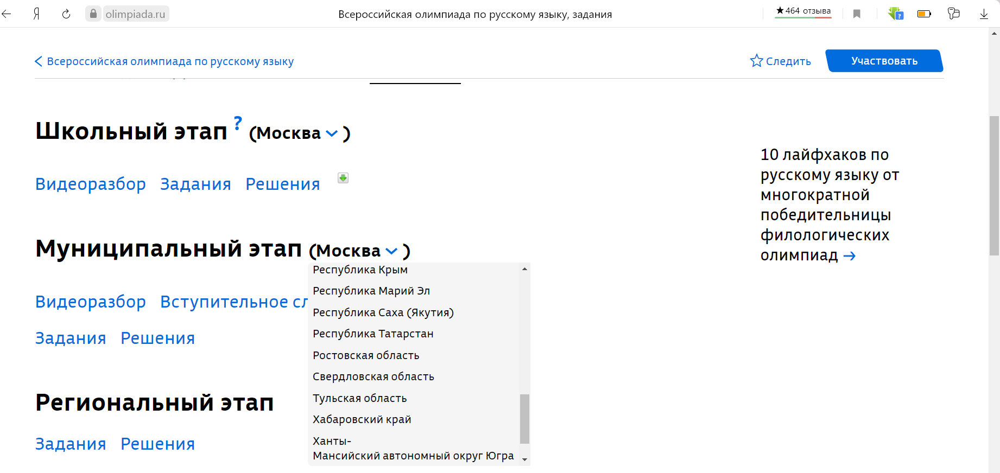 olimpiada.ru
Всероссийская олимпиада по русскому языку, задания
★464 отзыва
Всероссийская олимпиада по русскому языку
Следить
Участвовать
Школьный этап ? (Москва )
Видеоразбор Задания Решения
10 лайфхаков по
русскому языку от
многократной
победительницы
филологических
олимпиад →
Муниципальный этап (Москва )
Республика Крым
Республика Марий Эл
Республика Саха (Якутия)
Республика Татарстан
Ростовская область
Свердловская область
Тульская область
Хабаровский край
Ханты-
Мансийский автономный округ Югра
Видеоразбор Вступительное
Задания Решения
Региональный этап
Задания Решения